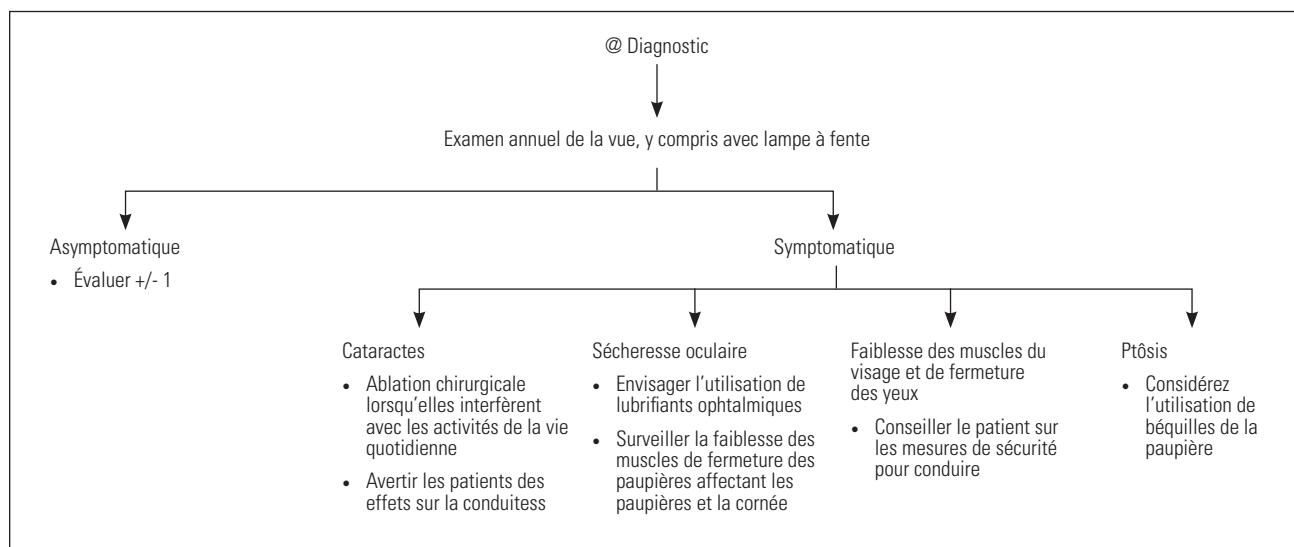 @ Diagnostic
Examen annuel de la vue, y compris avec lampe à fente
Asymptomatique
• Évaluer +/- 1
Symptomatique
Cataractes
• Ablation chirurgicale
lorsqu'elles interfèrent
avec les activités de la vie
quotidienne
• Avertir les patients des
effets sur la conduitess
Sécheresse oculaire
• Envisager l'utilisation de
lubrifiants ophtalmiques
• Surveiller la faiblesse des
muscles de fermeture des
paupières affectant les
paupières et la cornée
Faiblesse des muscles du
visage et de fermeture
des yeux
• Conseiller le patient sur
les mesures de sécurité
pour conduire
Ptôsis
• Considérez
l'utilisation de
béquilles de la
paupière